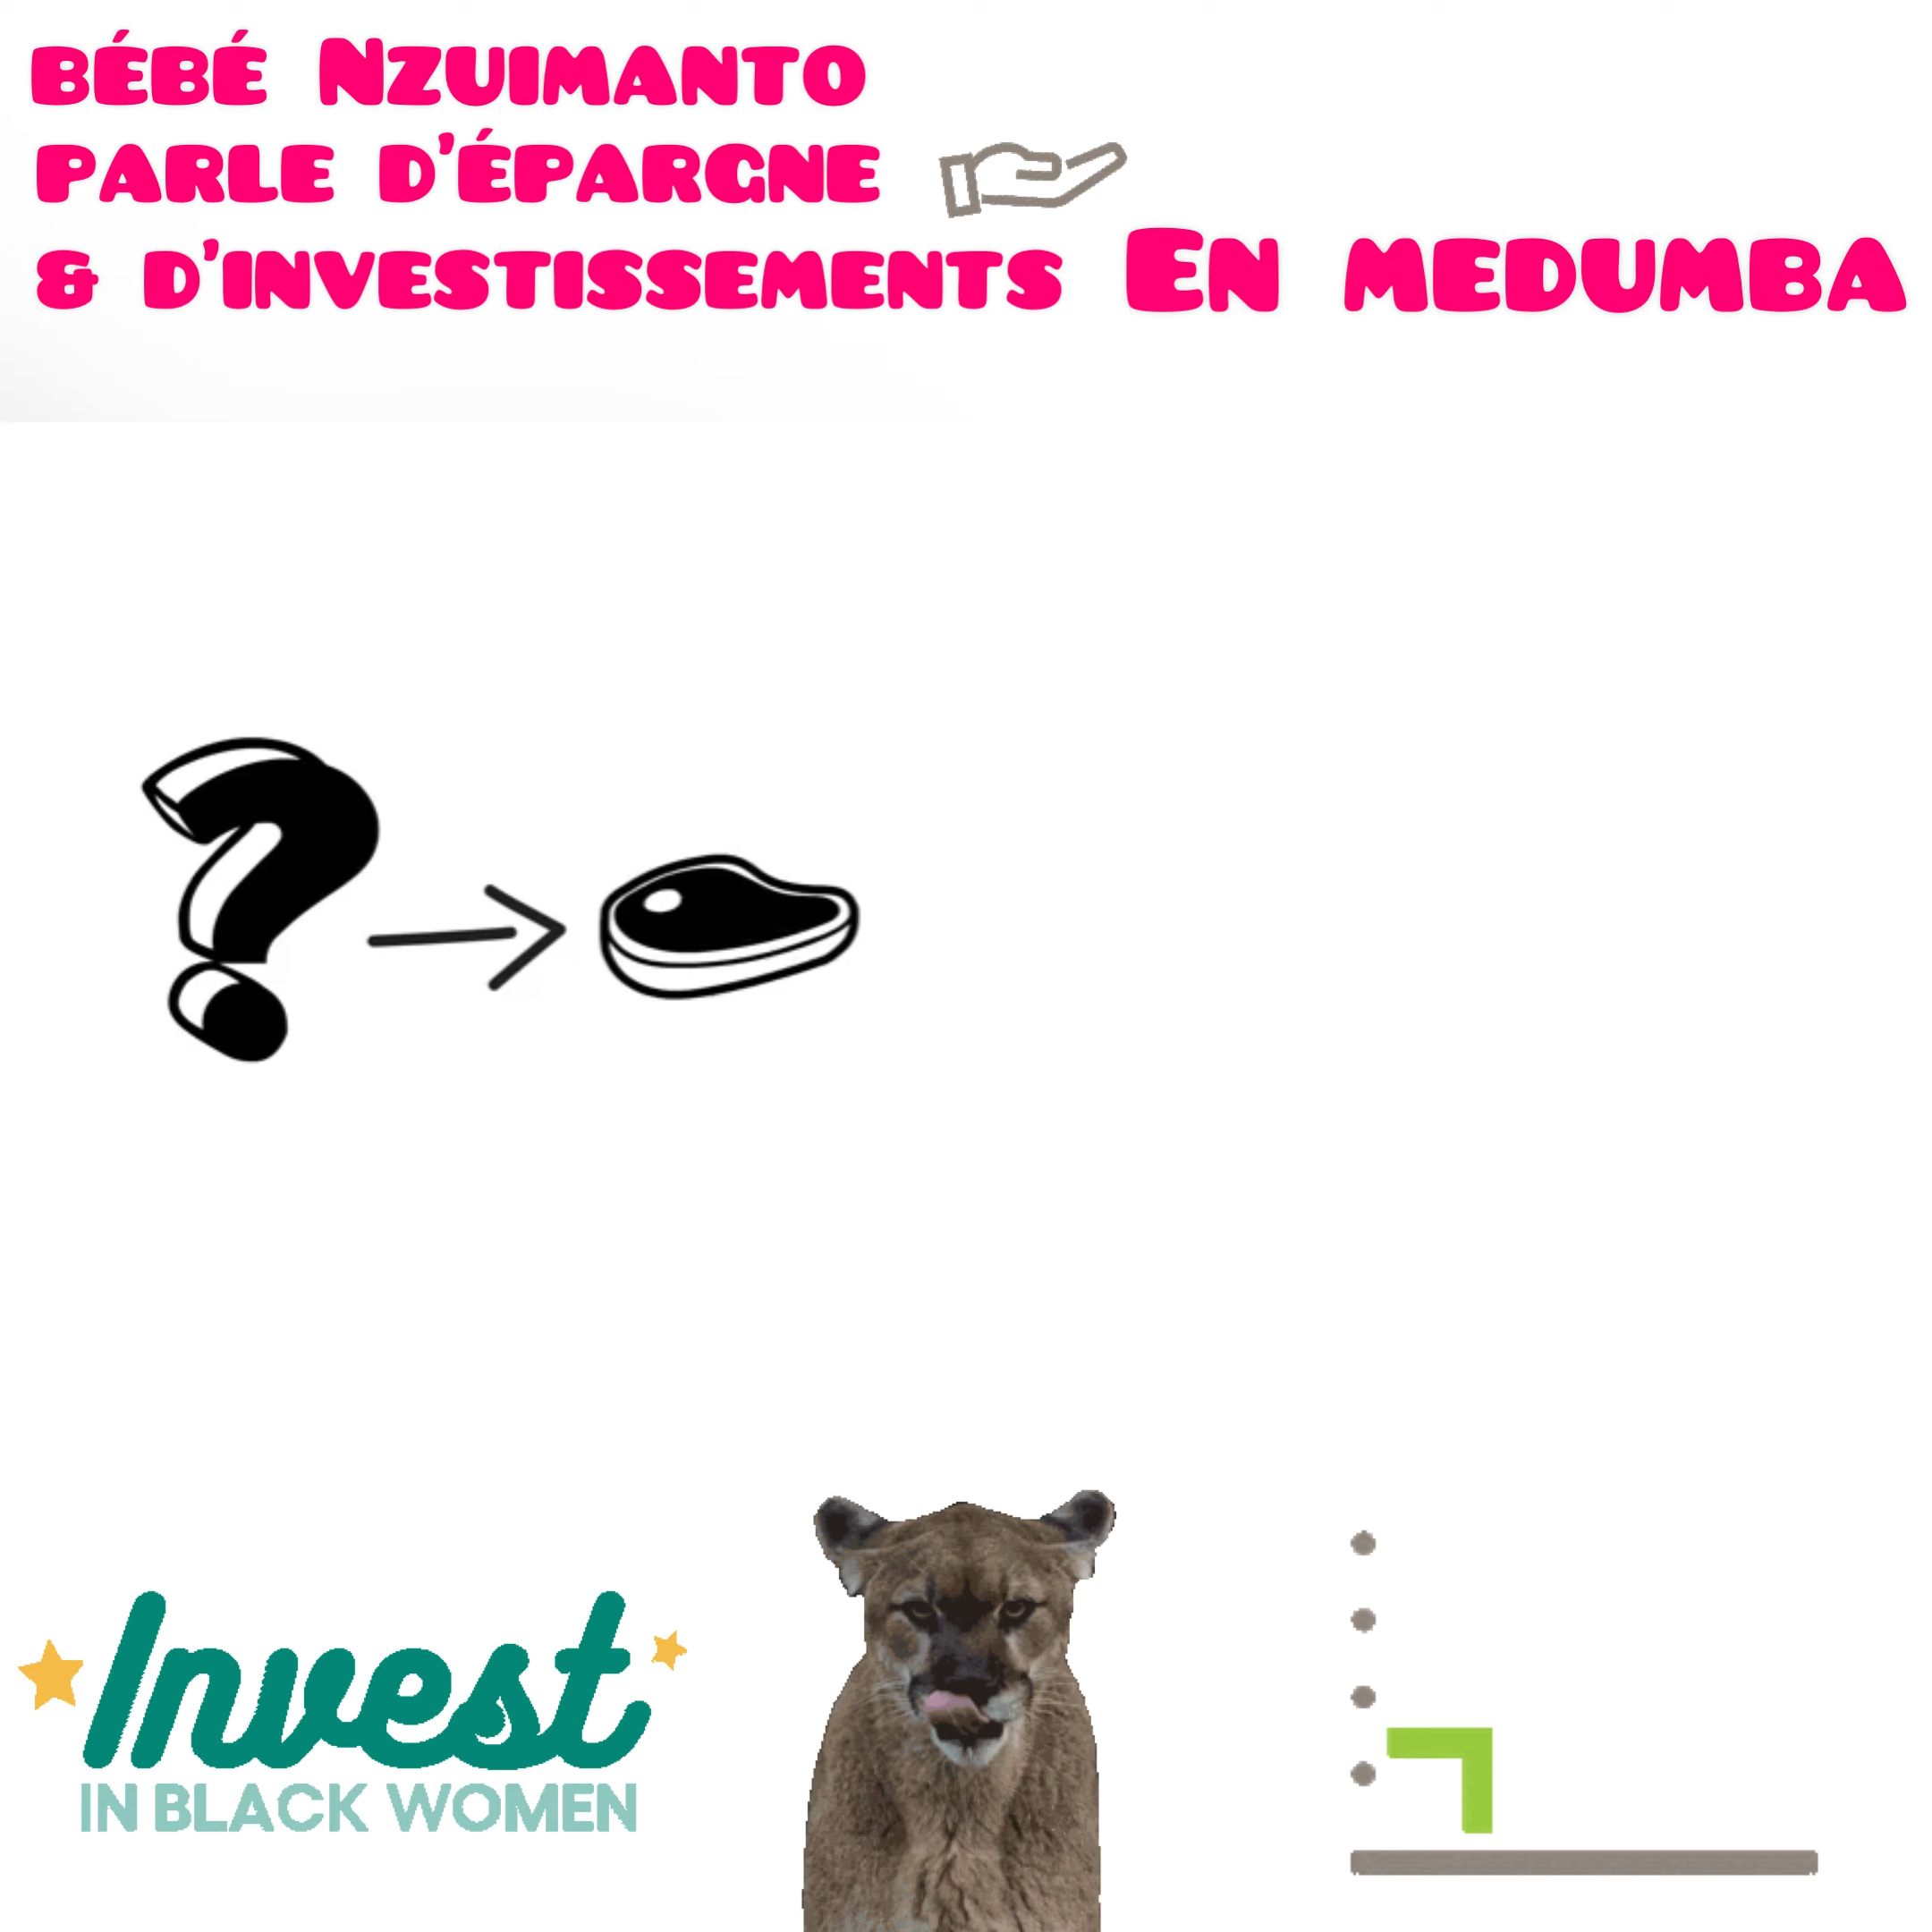 BÉBÉ NZUIMANTO
PARLE D'ÉPARGNE
& D'INVESTISSEMENTS EN MEDUMBA
?
Invest
IN BLACK WOMEN